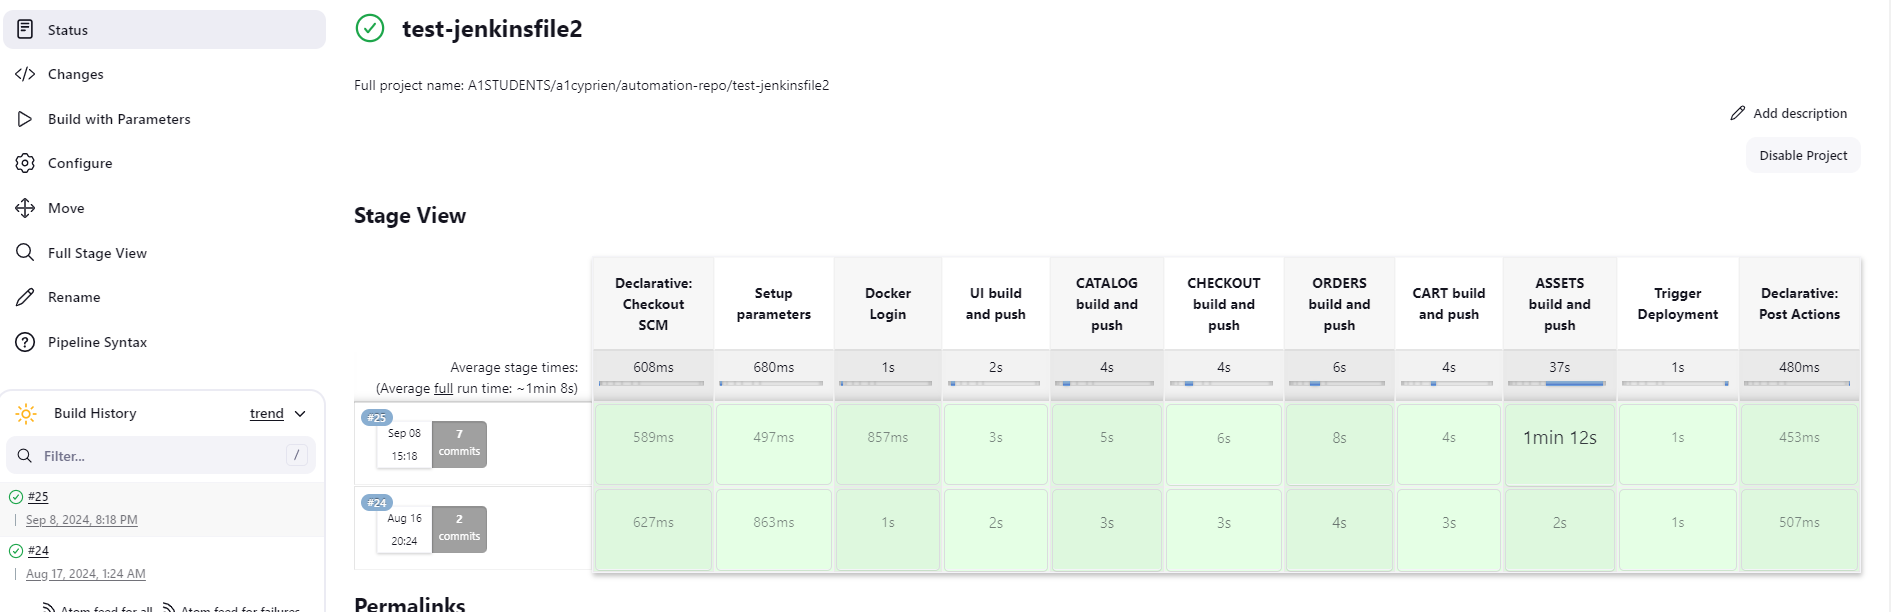 Status
Changes
Build with Parameters
Configure
Move
Full Stage View
Rename
Pipeline Syntax
Build History
trend
Filter...
/
#25
Sep 8, 2024, 8:18 PM
#24
Aug 17, 2024, 1:24 AM
Atom feed for all
Atom feed for failures
test-jenkinsfile2
Full project name: A1STUDENTS/a1cyprien/automation-repo/test-jenkinsfile2
Add description
Disable Project
Stage View
Declarative:
Checkout
SCM
Setup
parameters
Docker
Login
UI build
and push
CATALOG
build and
push
CHECKOUT
build and
push
ORDERS
build and
push
CART build
and push
ASSETS
build and
push
Trigger
Deployment
Declarative:
Post Actions
Average stage times:
(Average full run time: ~1min 8s)
608ms
680ms
1s
2s
4s
4s
6s
4s
37s
1s
480ms
#25
Sep 08
15:18
7
commits
589ms
497ms
857ms
3s
5s
6s
8s
4s
1min 12s
1s
453ms
#24
Aug 16
20:24
2
commits
627ms
863ms
1s
2s
3s
3s
4s
3s
2s
1s
507ms
Permalinks